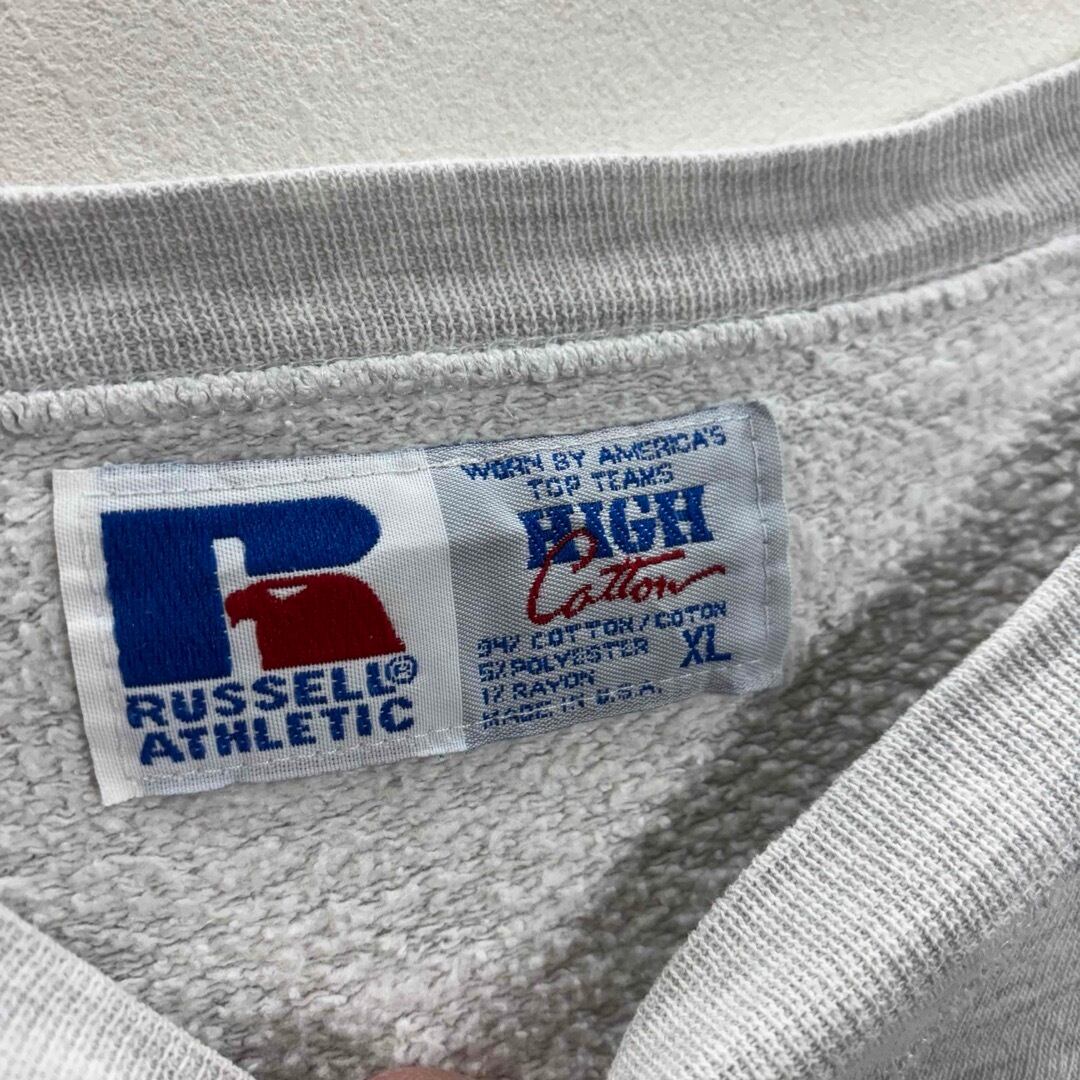 RUSSELL®
ATHLETIC
WORN BY AMERICA'S
TOP TEAMS
HIGH
Cotton
94% COTTON/COTON
5% POLYESTER
1% RAYON
MADE IN U.S.A.
XL